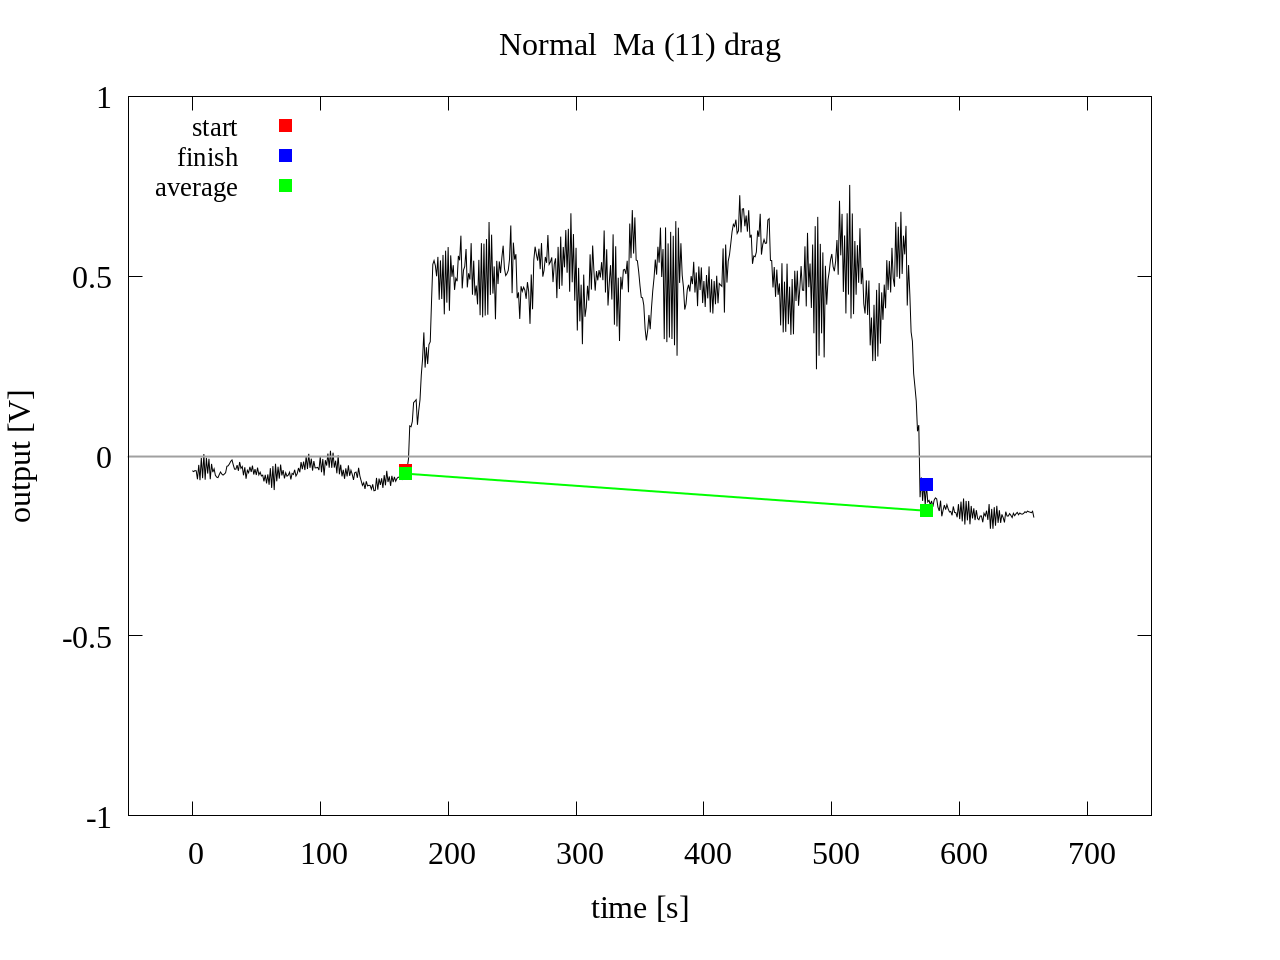 Normal  Ma (11) drag
1
start
finish
average
0.5
output [V]
0
-0.5
-1
0 100 200 300 400 500 600 700
time [s]